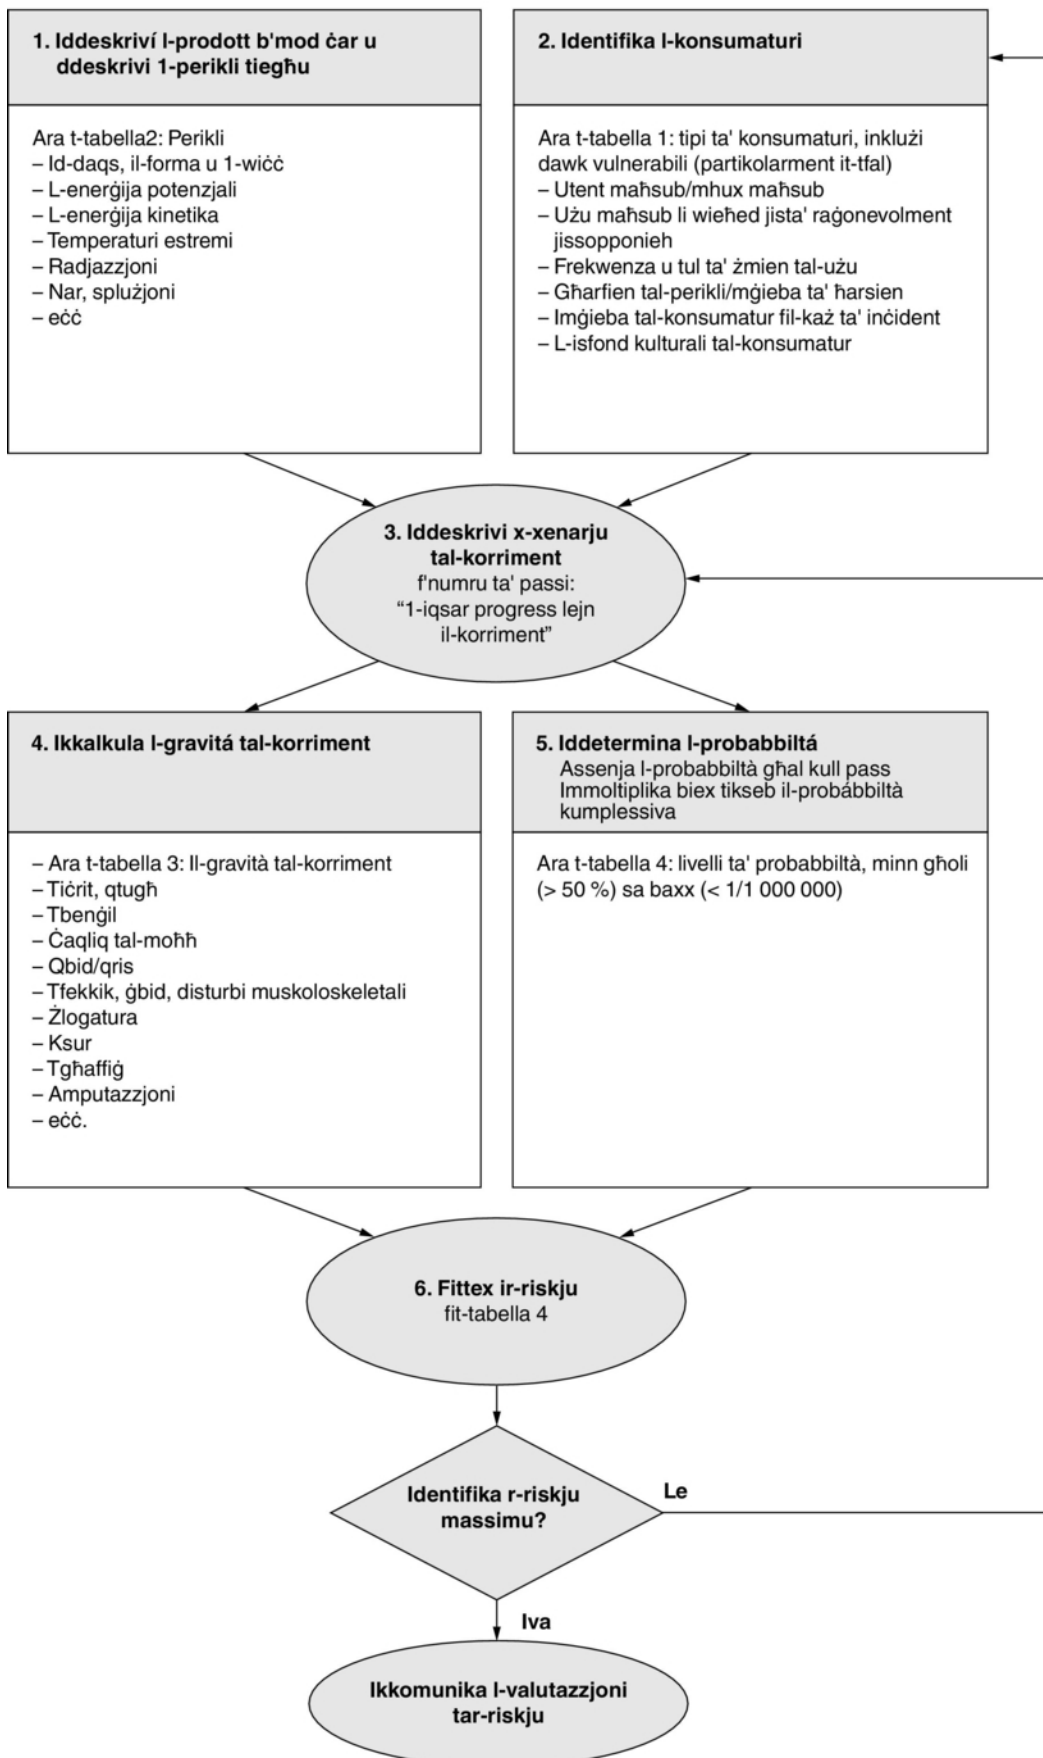 1. Iddeskriví l-prodott b'mod ċar u
ddeskrivi 1-perikli tiegħu
Ara t-tabella2: Perikli
– Id-daqs, il-forma u 1-wiċċ
– L-enerġija potenzjali
– L-enerġija kinetika
– Temperaturi estremi
– Radjazzjoni
– Nar, splużjoni
– eċċ
2. Identifika l-konsumaturi
Ara t-tabella 1: tipi ta' konsumaturi, inklużi
dawk vulnerabili (partikolarment it-tfal)
– Utent maħsub/mhux maħsub
– Użu maħsub li wieħed jista' raġonevolment
jissopponieh
– Frekwenza u tul ta' żmien tal-użu
– Għarfien tal-perikli/mġieba ta' ħarsien
– Imġieba tal-konsumatur fil-każ ta' inċident
– L-isfond kulturali tal-konsumatur
3. Iddeskrivi x-xenarju
tal-korriment
f'numru ta' passi:
“1-iqsar progress lejn
il-korriment”
4. Ikkalkula l-gravitá tal-korriment
– Ara t-tabella 3: Il-gravità tal-korriment
– Tiċrit, qtugħ
– Tbenġil
– Ċaqliq tal-moħħ
– Qbid/qris
– Tfekkik, ġbid, disturbi muskoloskeletali
– Żlogatura
– Ksur
– Tgħaffiġ
– Amputazzjoni
– eċċ.
5. Iddetermina l-probabbiltá
Assenja l-probabbiltà għal kull pass
Immoltiplika biex tikseb il-probábbiltà
kumplessiva
Ara t-tabella 4: livelli ta' probabbiltà, minn għoli
(> 50 %) sa baxx (< 1/1 000 000)
6. Fittex ir-riskju
fit-tabella 4
Identifika r-riskju
massimu?
Le
Iva
Ikkomunika l-valutazzjoni
tar-riskju